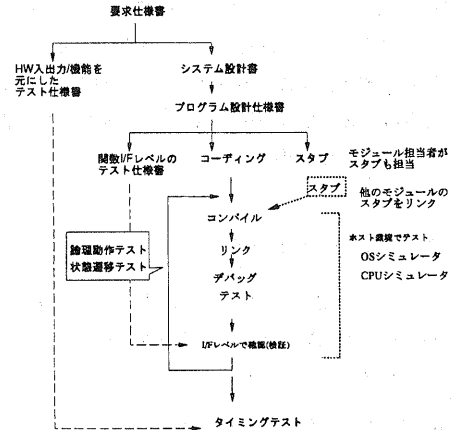 要求仕様書
HW入出力/機能を
元にした
テスト仕様書
システム設計書
プログラム設計仕様書
関数I/Fレベルの
テスト仕様書
コーディング
スタブ
モジュール担当者が
スタブも担当
スタブ
他のモジュールの
スタブをリンク
コンパイル
論理動作テスト
状態遷移テスト
リンク
デバッグ
テスト
ホスト環境でテスト
OSシミュレータ
CPUシミュレータ
I/Fレベルで確認(検証)
タイミングテスト